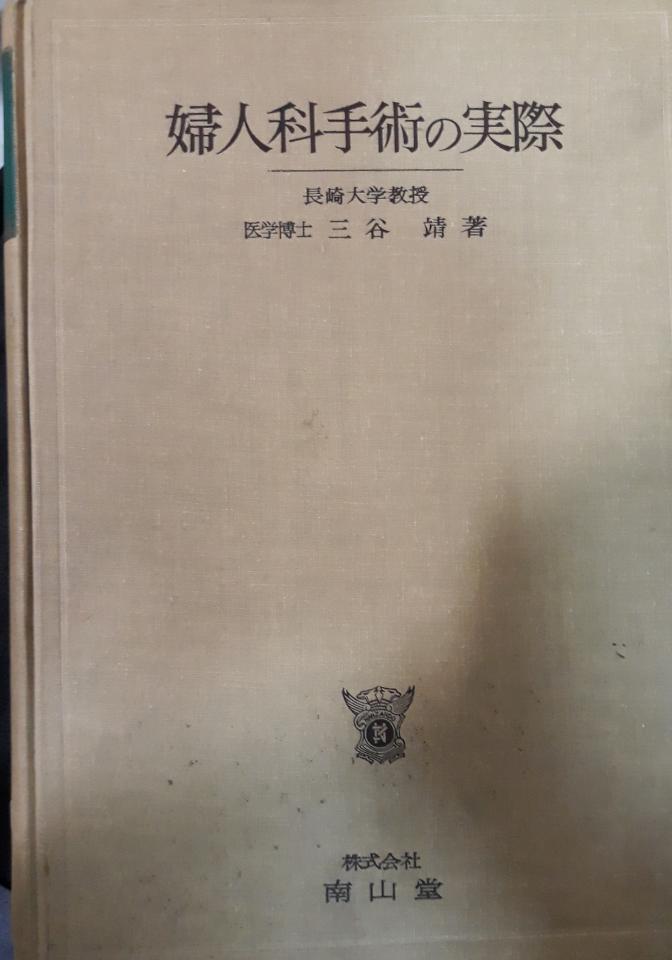 婦人科手術の実際
長崎大学教授
医学博士 三谷 靖 著
株式会社
南山堂